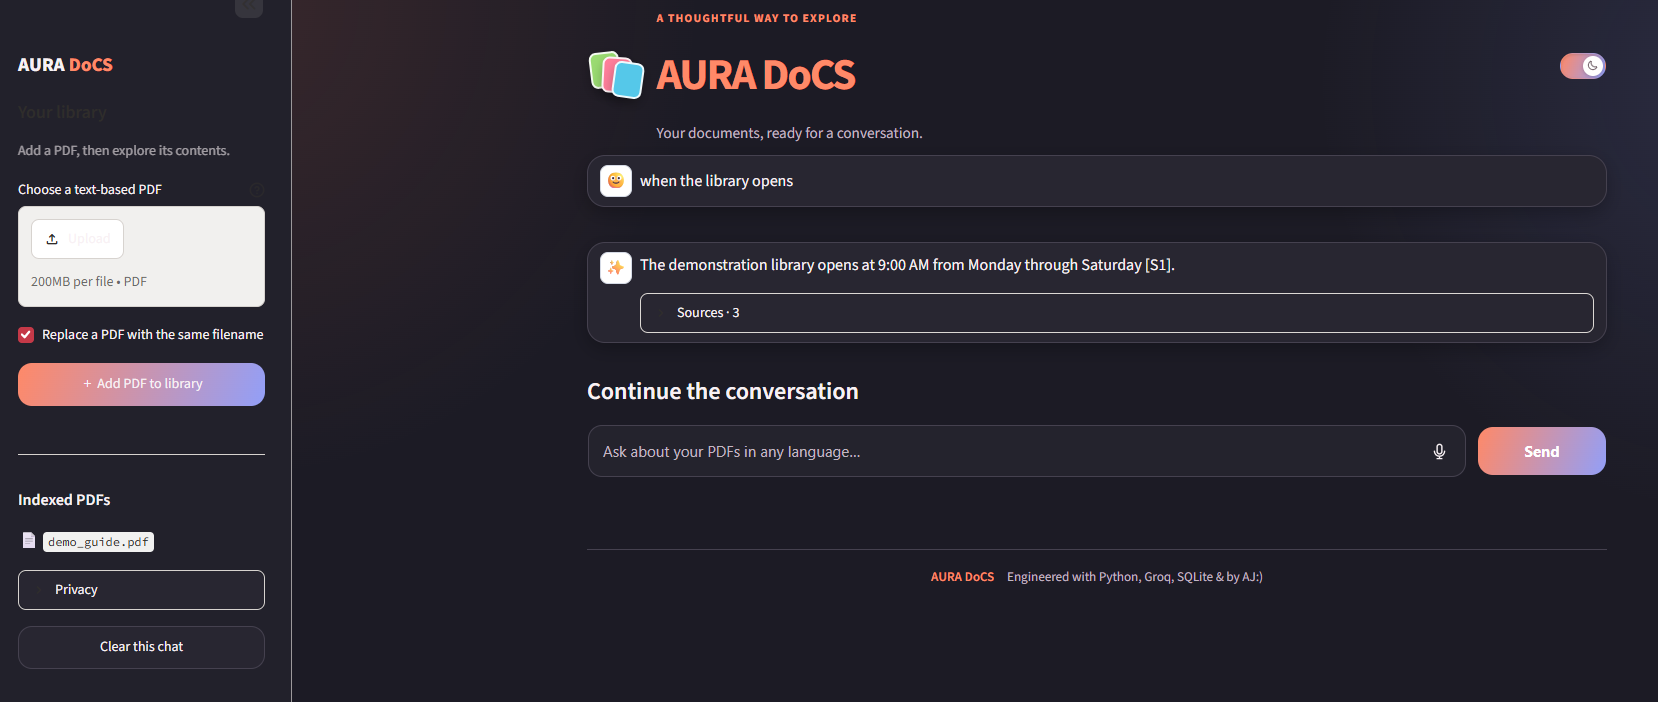 AURA DoCS
Your library
Add a PDF, then explore its contents.
Choose a text-based PDF
Upload
200MB per file • PDF
Replace a PDF with the same filename
+ Add PDF to library
Indexed PDFs
demo_guide.pdf
Privacy
Clear this chat
A THOUGHTFUL WAY TO EXPLORE
AURA DoCS
Your documents, ready for a conversation.
when the library opens
The demonstration library opens at 9:00 AM from Monday through Saturday [S1].
Sources · 3
Continue the conversation
Ask about your PDFs in any language...
Send
AURA DoCS Engineered with Python, Groq, SQLite & by AJ:)